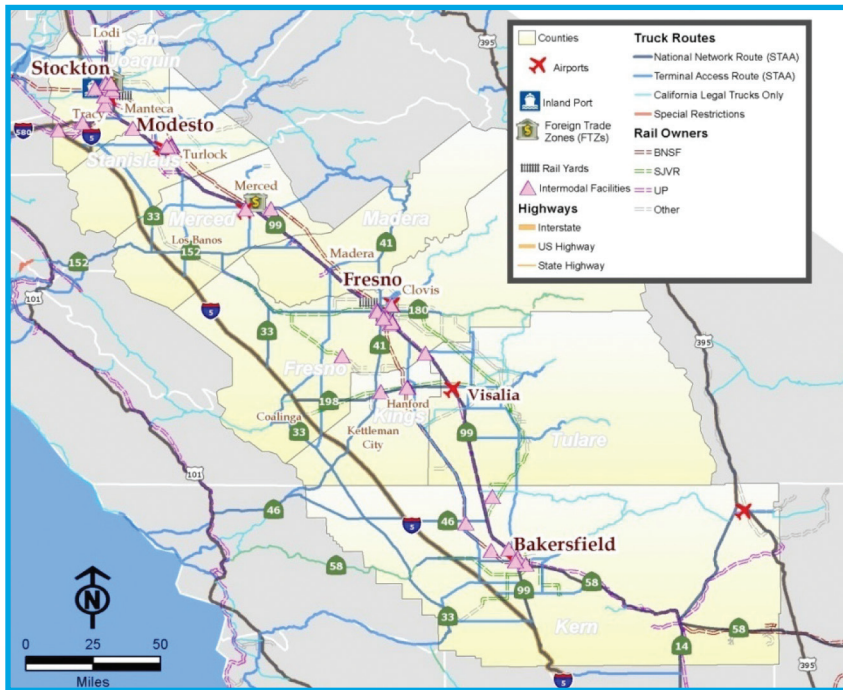 Lodi
San
Joaquin
Stockton
Manteca
Tracy
580
5
Modesto
Stanislaus
Turlock
Merced
Merced
99
33
Los Banos
152
152
101
Madera
41
Madera
Fresno
Clovis
180
5
33
41
Fresno
198
Hanford
Kings
Visalia
Coalinga
33
Kettleman
City
99
Tulare
101
46
5
46
Bakersfield
58
58
99
33
Kern
58
14
5
395
395
395
395
N
0 25 50
Miles
Counties
Airports
Inland Port
Foreign Trade
Zones (FTZs)
Rail Yards
Intermodal Facilities
Highways
Interstate
US Highway
State Highway
Truck Routes
National Network Route (STAA)
Terminal Access Route (STAA)
California Legal Trucks Only
Special Restrictions
Rail Owners
BNSF
SJVR
UP
Other